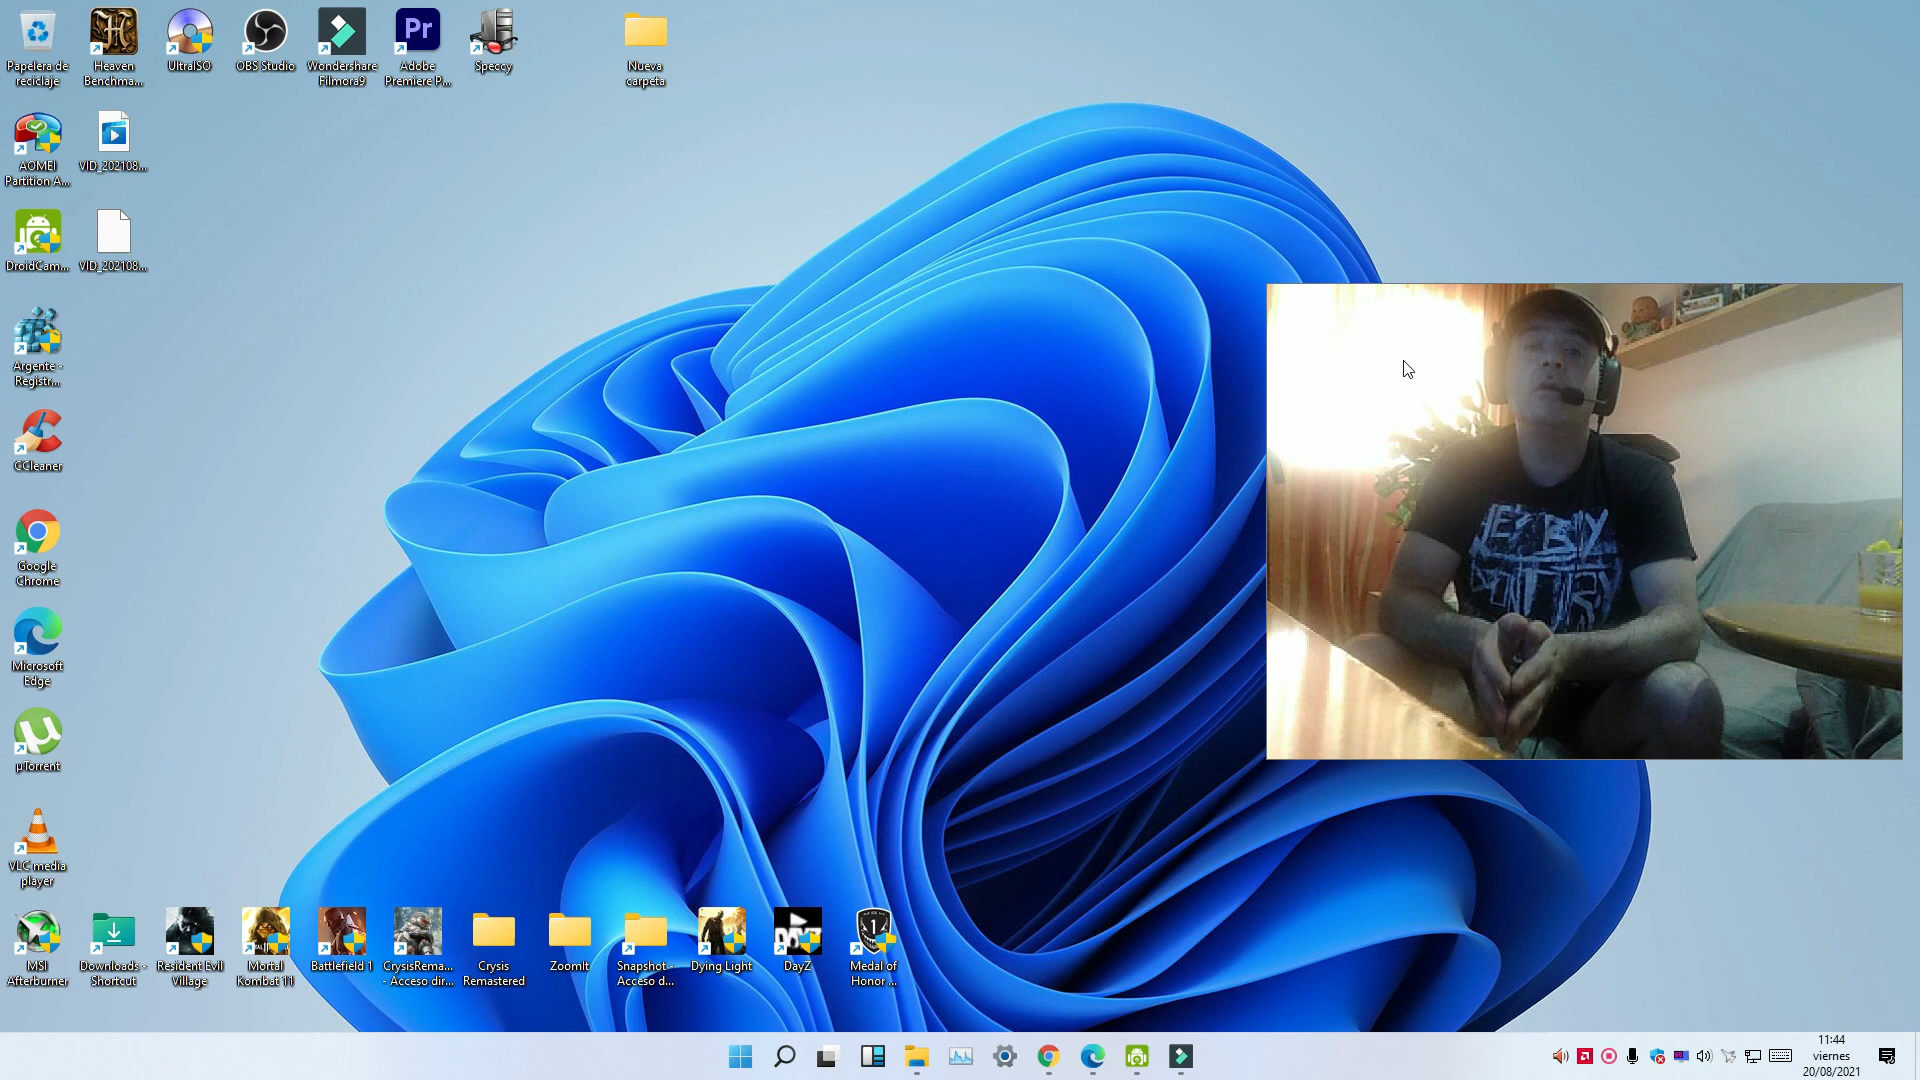 Papelera de
reciclaje
Heaven
Benchma...
UltraISO
OBS Studio
Wondershare
Filmora9
Pr
Adobe
Premiere P...
Speccy
Nueva
carpeta
AOMEI
Partition A...
VID_202108...
DroidCam...
VID_202108...
Argente -
Registr...
CCleaner
Google
Chrome
Microsoft
Edge
µTorrent
VLC media
player
MSI
Afterburner
Downloads -
Shortcut
Resident Evil
Village
Mortal
Kombat 11
Battlefield 1
CrysisRema...
- Acceso dir...
Crysis
Remastered
ZoomIt
Snapshot -
Acceso d...
Dying Light
DAYZ
DayZ
Medal of
Honor ...
11:44
viernes
20/08/2021